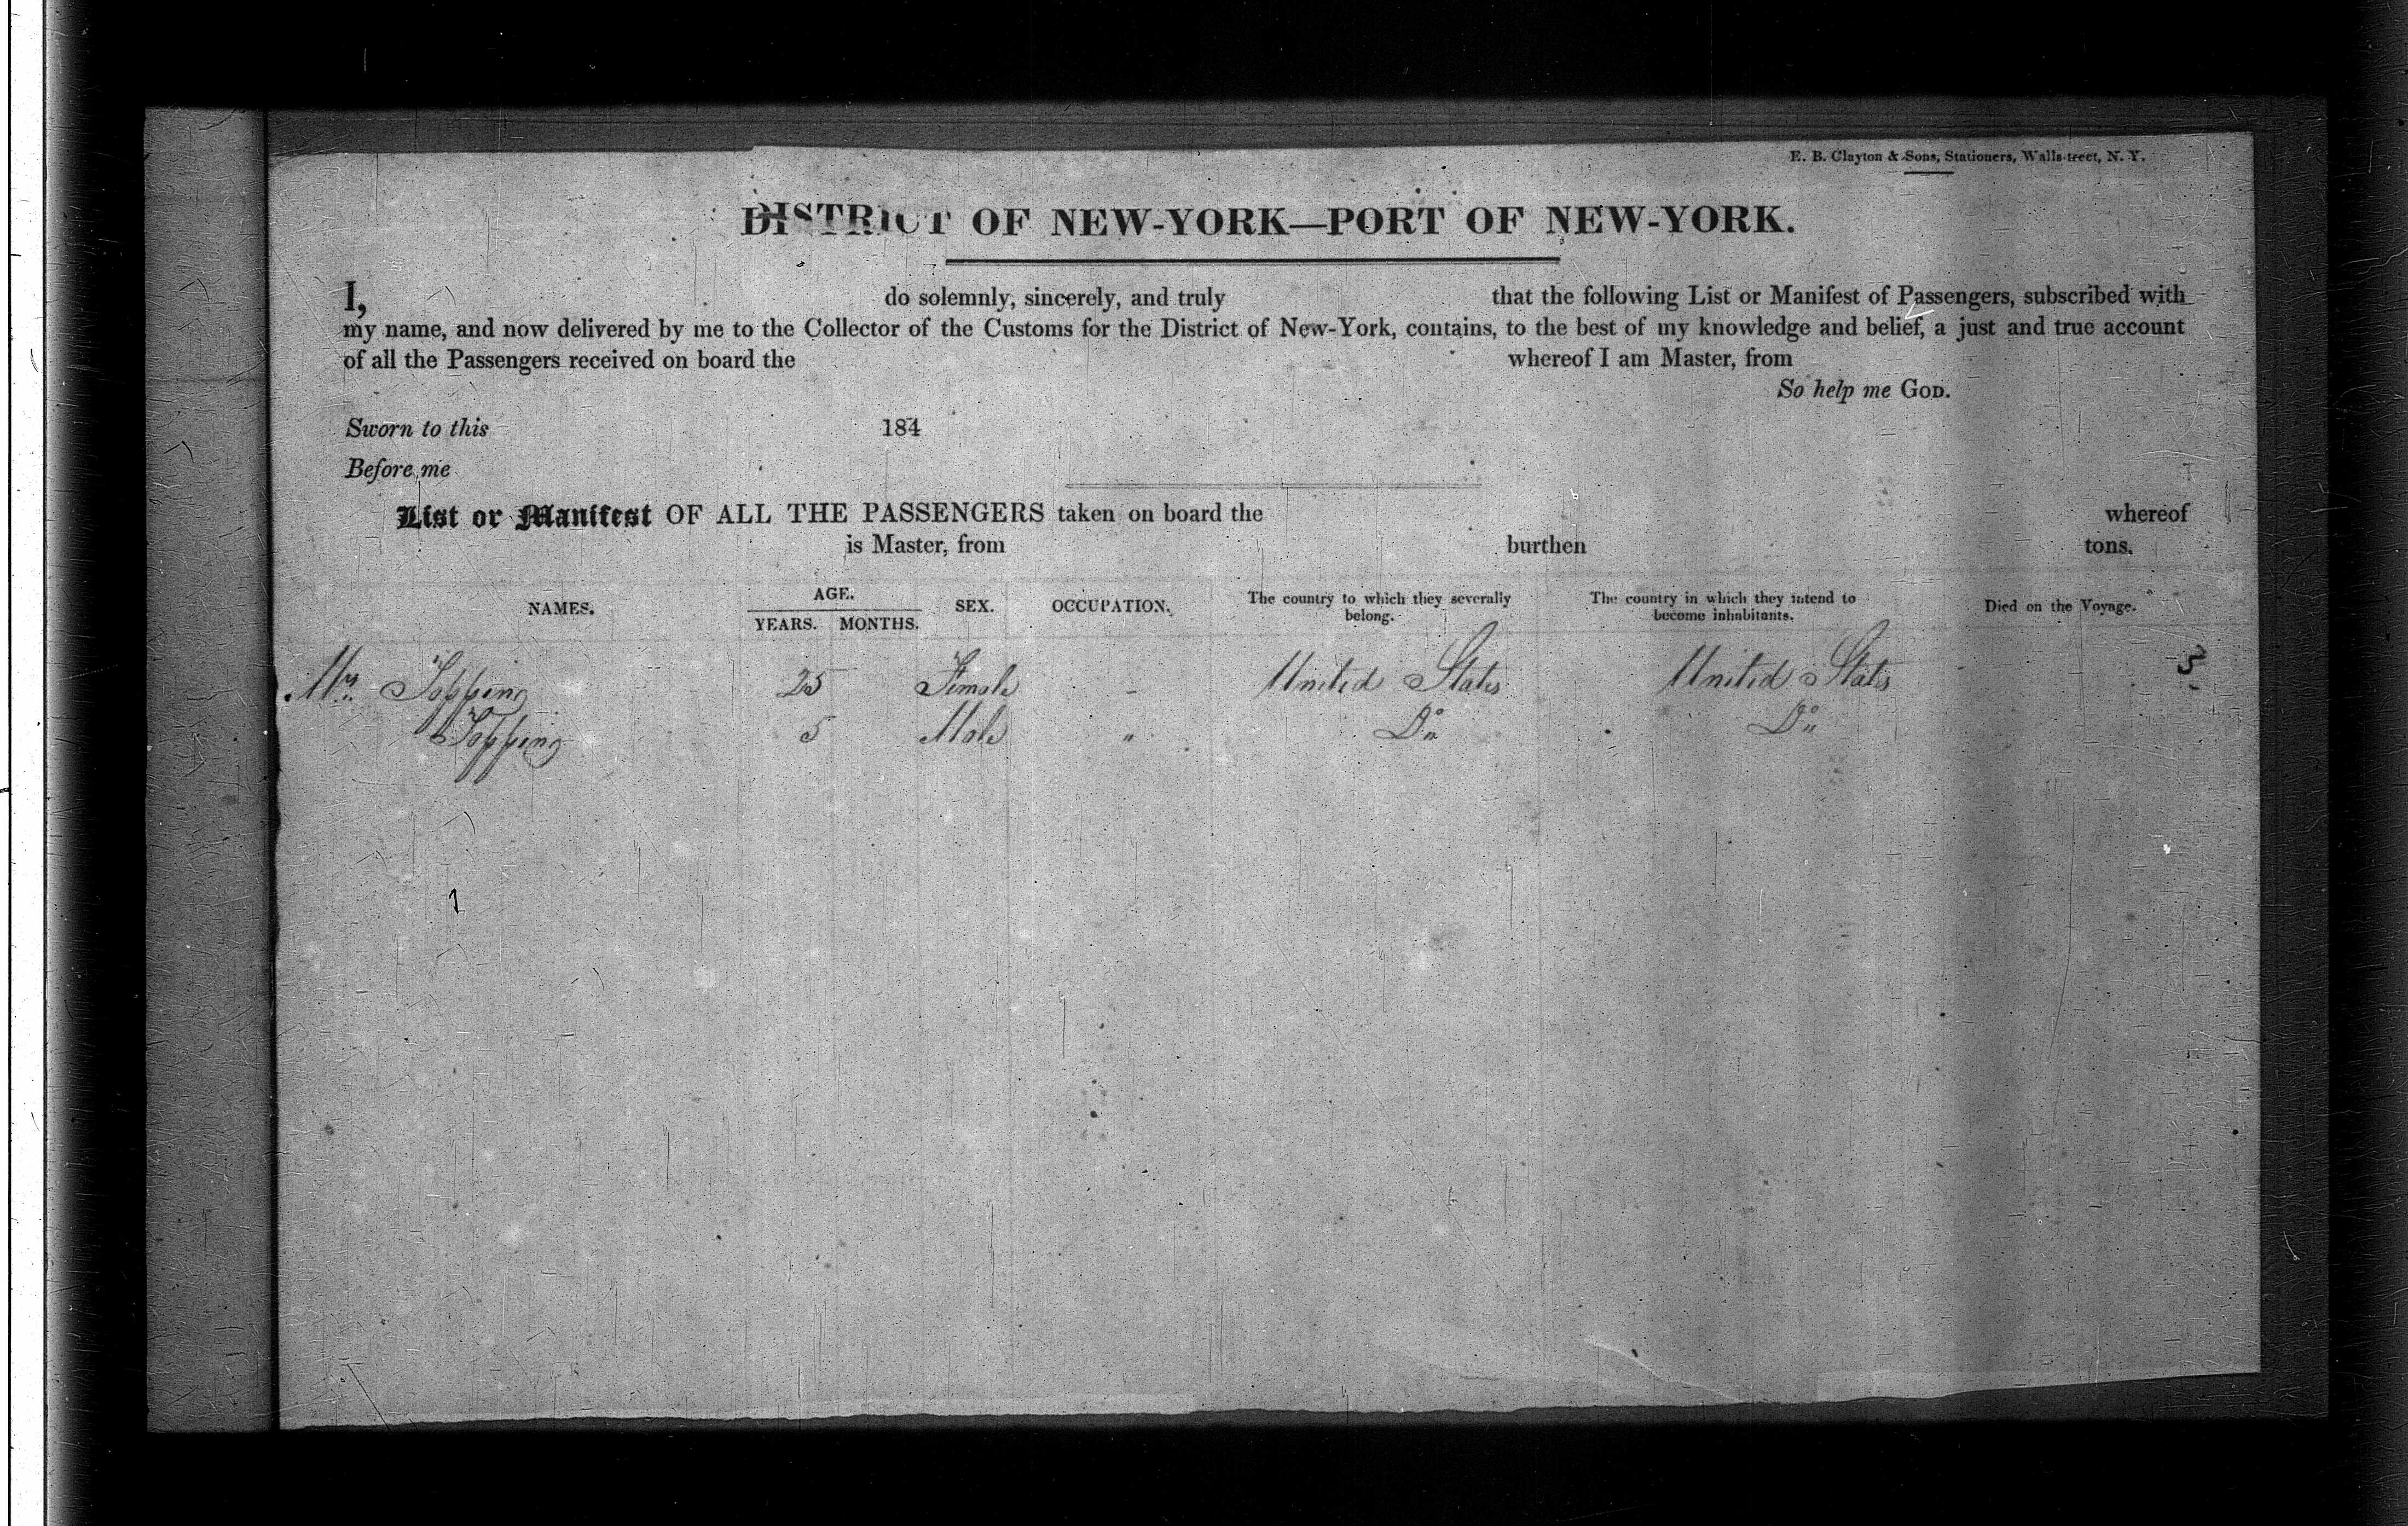 E. B. Clayton & Sons, Stationers, Walls-treet, N. Y.
DISTRICT OF NEW-YORK—PORT OF NEW-YORK.
I, do solemnly, sincerely, and truly that the following List or Manifest of Passengers, subscribed with
my name, and now delivered by me to the Collector of the Customs for the District of New-York, contains, to the best of my knowledge and belief, a just and true account
of all the Passengers received on board the whereof I am Master, from
So help me GOD.
Sworn to this 184
Before me
List or Manifest OF ALL THE PASSENGERS taken on board the whereof
is Master, from burthen tons.
NAMES. AGE. YEARS. MONTHS. SEX. OCCUPATION. The country to which they severally belong. The country in which they intend to become inhabitants. Died on the Voyage.
Mrs. Topping 25 Female - United States United States
Topping 5 Male " Do Do